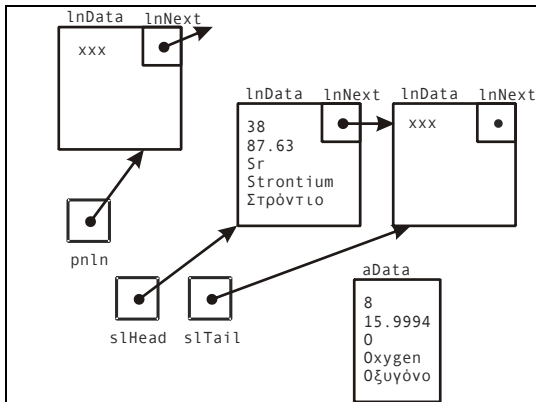 lnData lnNext
xxx
pnln
lnData lnNext
38
87.63
Sr
Strontium
Στρόντιο
lnData lnNext
xxx
slHead slTail
aData
8
15.9994
O
Oxygen
Οξυγόνο